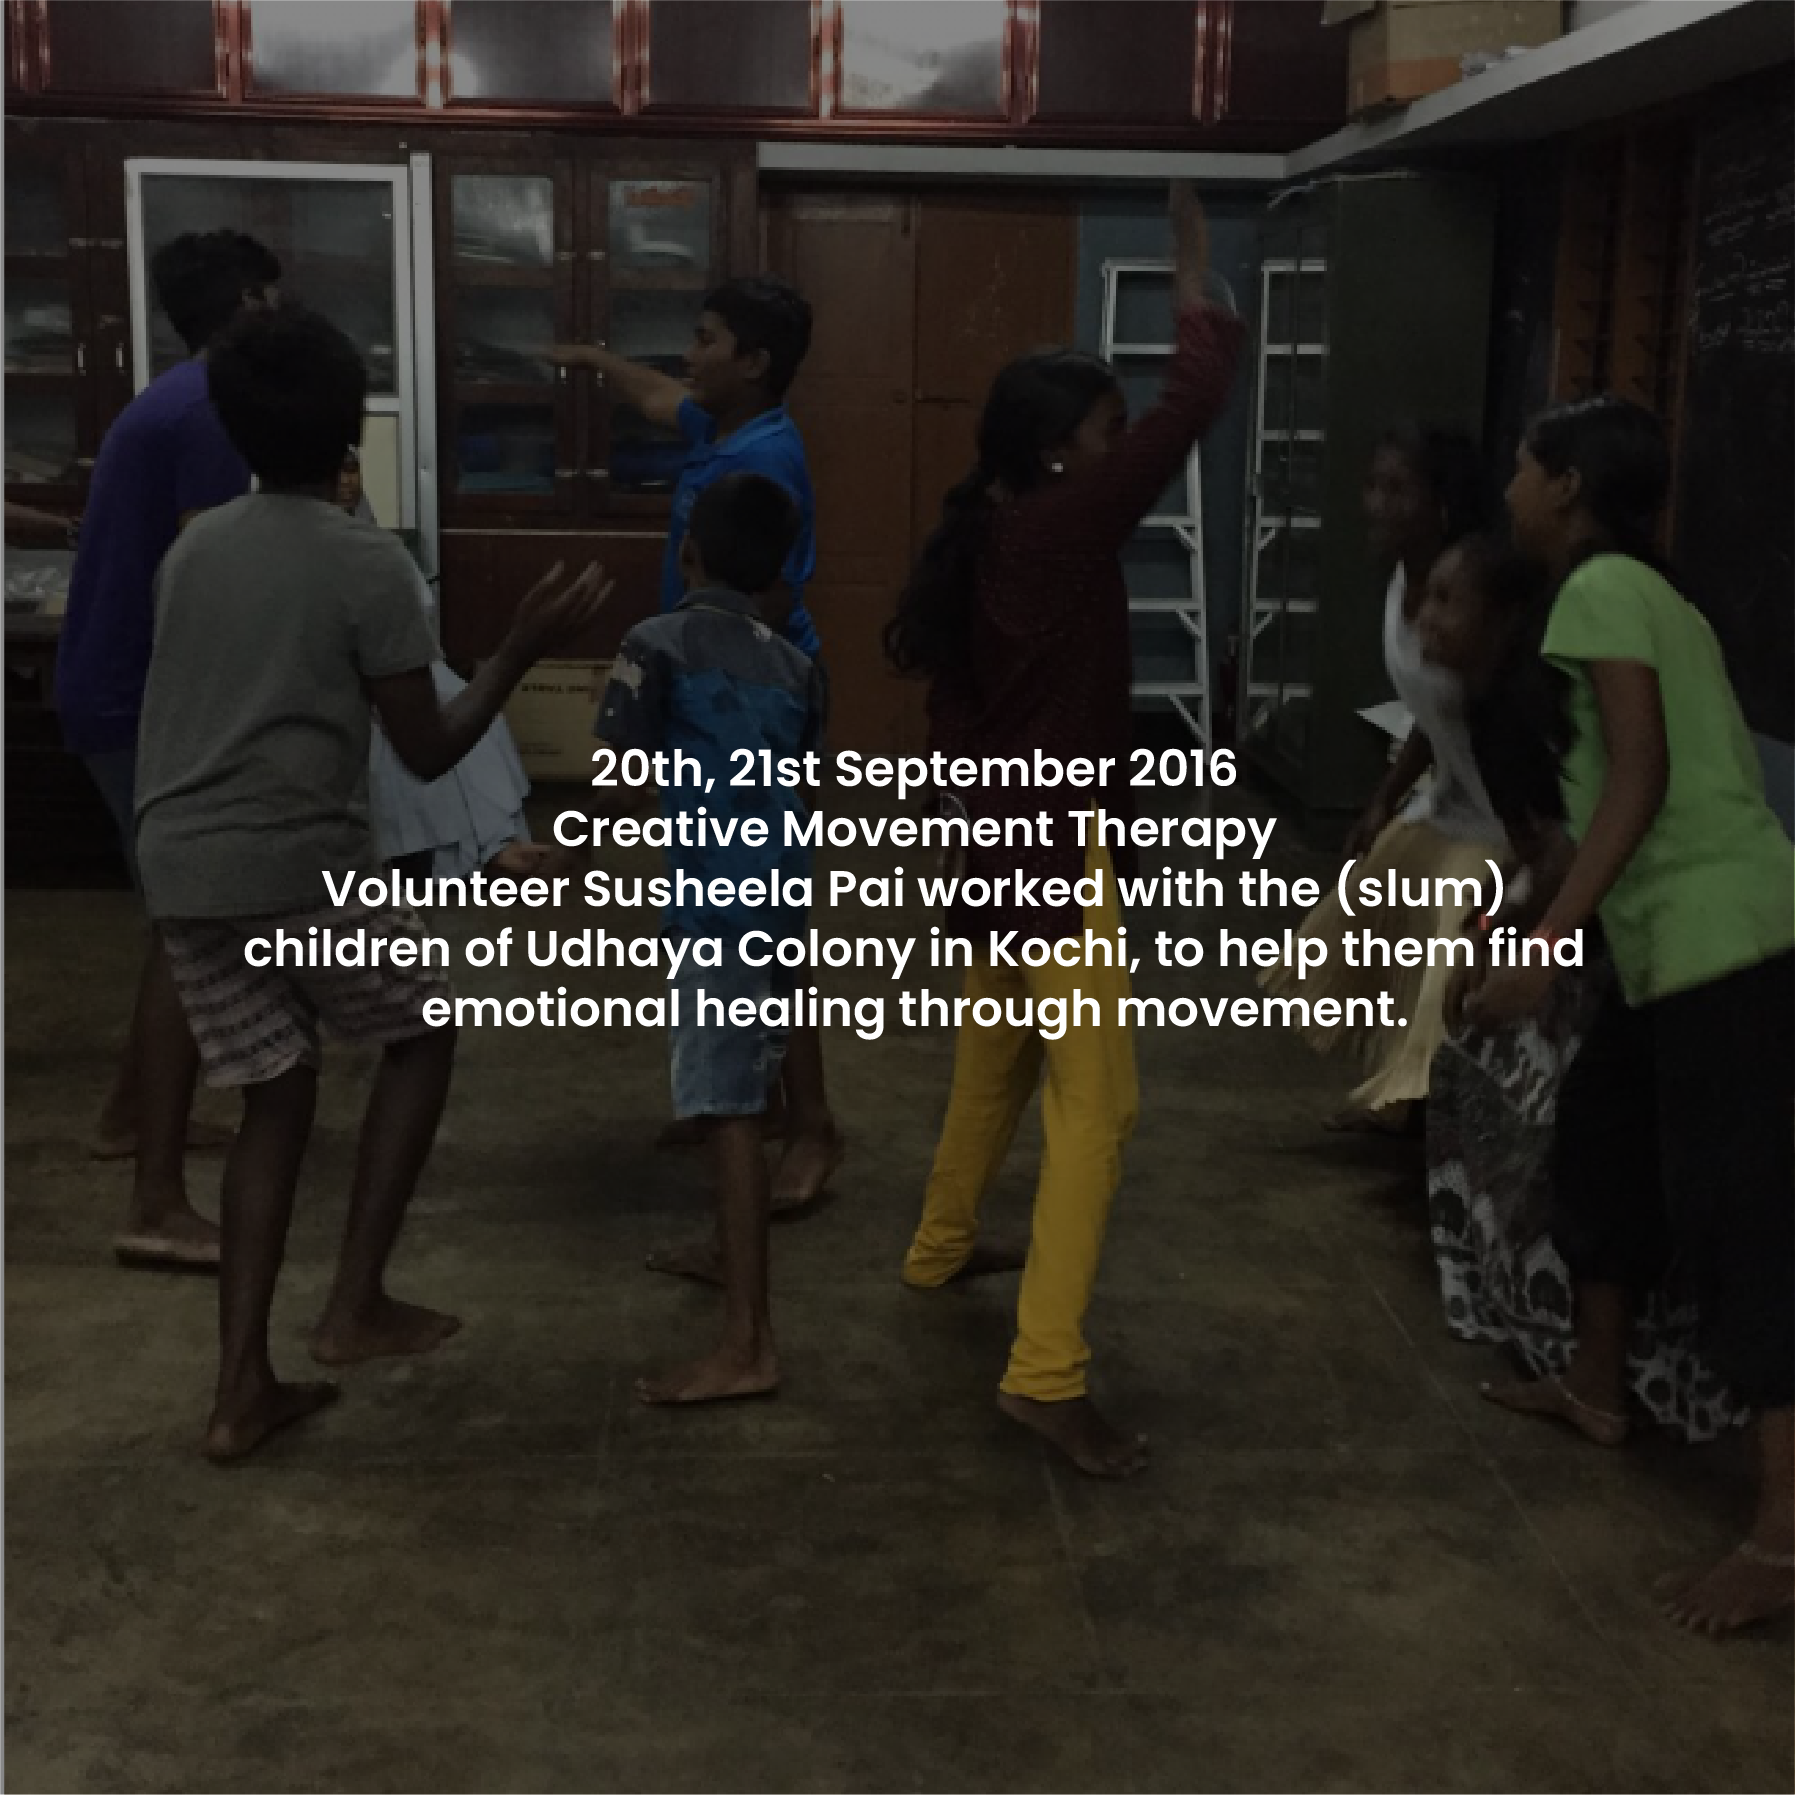 20th, 21st September 2016
Creative Movement Therapy
Volunteer Susheela Pai worked with the (slum)
children of Udhaya Colony in Kochi, to help them find
emotional healing through movement.